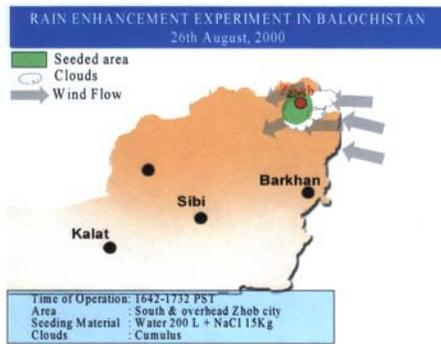 RAIN ENHANCEMENT EXPERIMENT IN BALOCHISTAN
26th August, 2000
Seeded area
Clouds
Wind Flow
Zhob
Barkhan
Sibi
Kalat
Time of Operation: 1642-1732 PST
Area : South & overhead Zhob city
Seeding Material : Water 200 L + NaCl 15Kg
Clouds : Cumulus